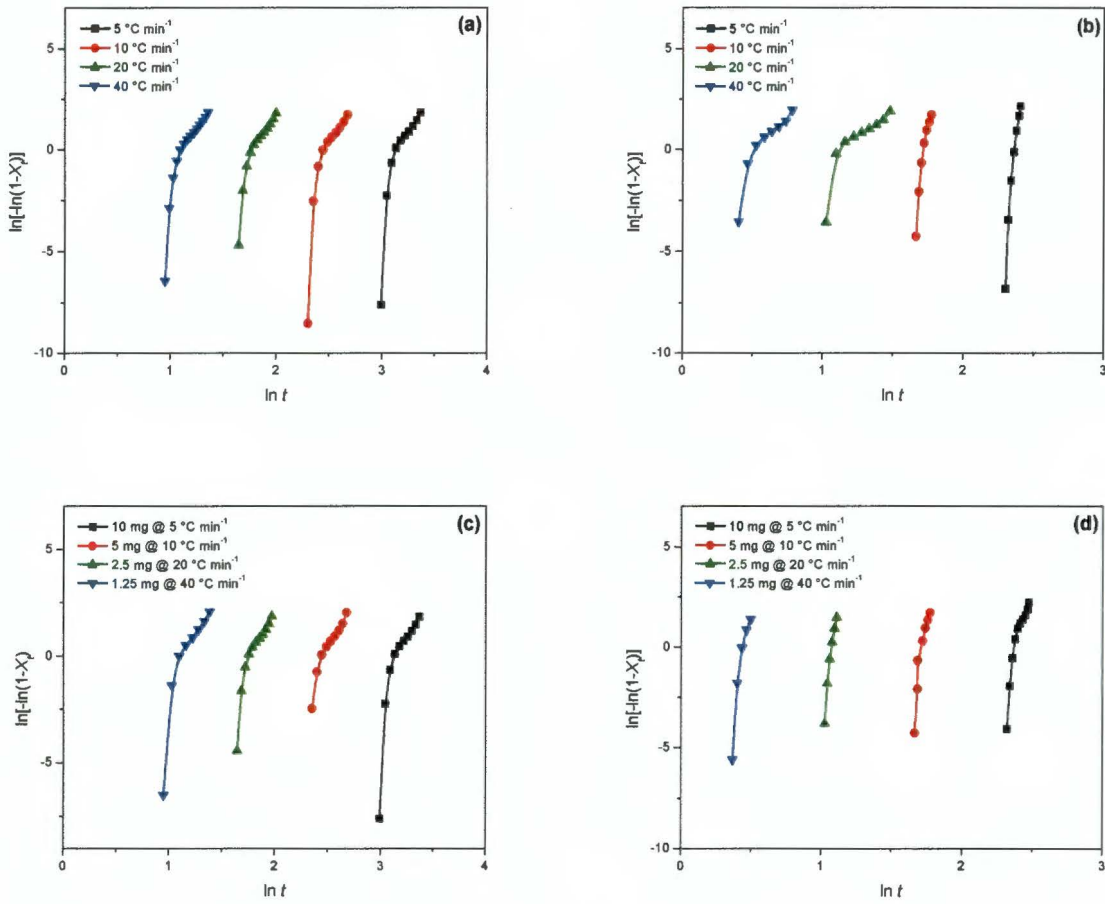 (a)
5 °C min⁻¹
10 °C min⁻¹
20 °C min⁻¹
40 °C min⁻¹
5
0
-5
-10
ln[-ln(1-Xₜ)]
0 1 2 3 4
ln t
(b)
5 °C min⁻¹
10 °C min⁻¹
20 °C min⁻¹
40 °C min⁻¹
5
0
-5
-10
ln[-ln(1-Xₜ)]
0 1 2 3
ln t
(c)
10 mg @ 5 °C min⁻¹
5 mg @ 10 °C min⁻¹
2.5 mg @ 20 °C min⁻¹
1.25 mg @ 40 °C min⁻¹
5
0
-5
ln[-ln(1-Xₜ)
0 1 2 3 4
ln t
(d)
10 mg @ 5 °C min⁻¹
5 mg @ 10 °C min⁻¹
2.5 mg @ 20 °C min⁻¹
1.25 mg @ 40 °C min⁻¹
5
0
-5
-10
ln[-ln(1-Xₜ)]
0 1 2 3
ln t